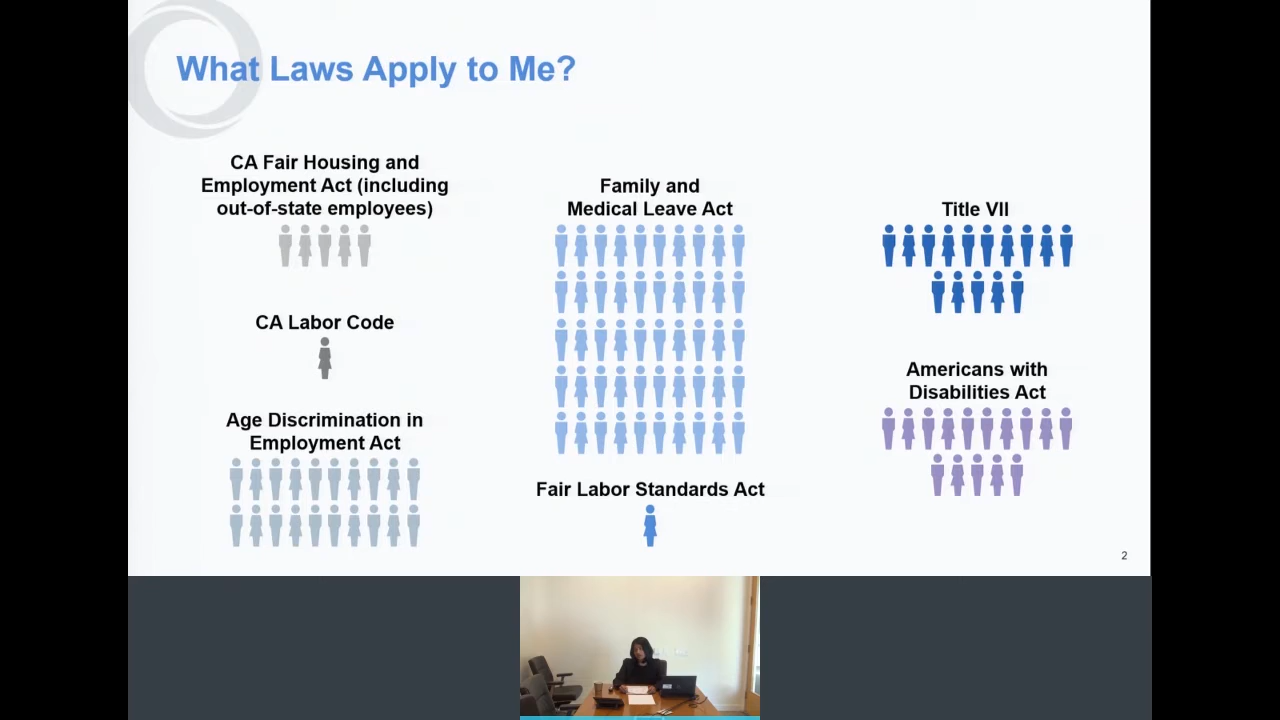 What Laws Apply to Me?
CA Fair Housing and
Employment Act (including
out-of-state employees)
CA Labor Code
Age Discrimination in
Employment Act
Family and
Medical Leave Act
Fair Labor Standards Act
Title VII
Americans with
Disabilities Act
2